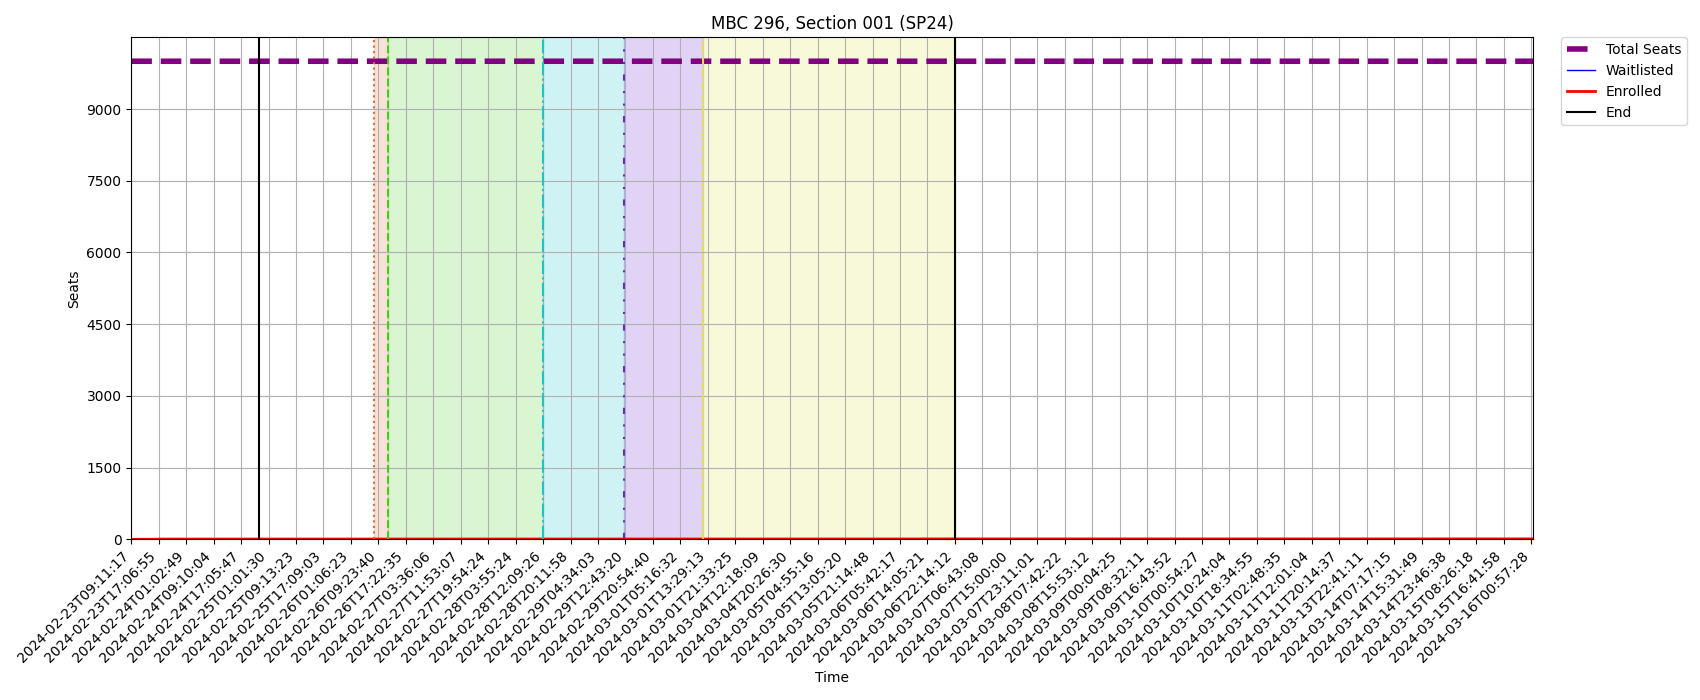 MBC 296, Section 001 (SP24)
Total Seats
Waitlisted
Enrolled
End
9000
7500
6000
4500
3000
1500
0
Seats
2024-02-23T09:11:17
2024-02-23T17:06:55
2024-02-24T01:02:49
2024-02-24T09:10:04
2024-02-24T17:05:47
2024-02-25T01:01:30
2024-02-25T09:13:23
2024-02-25T17:09:03
2024-02-26T01:06:23
2024-02-26T09:23:40
2024-02-26T17:22:35
2024-02-27T03:36:06
2024-02-27T11:53:07
2024-02-27T19:54:24
2024-02-28T03:55:24
2024-02-28T12:09:26
2024-02-28T20:11:58
2024-02-29T04:34:03
2024-02-29T12:43:20
2024-02-29T20:54:40
2024-03-01T05:16:32
2024-03-01T13:29:13
2024-03-01T21:33:25
2024-03-04T12:18:09
2024-03-04T20:26:30
2024-03-05T04:55:16
2024-03-05T13:05:20
2024-03-05T21:14:48
2024-03-06T05:42:17
2024-03-06T14:05:21
2024-03-06T22:14:12
2024-03-07T06:43:08
2024-03-07T15:00:00
2024-03-07T23:11:01
2024-03-08T07:42:22
2024-03-08T15:53:12
2024-03-09T00:04:25
2024-03-09T08:32:11
2024-03-09T16:43:52
2024-03-10T00:54:27
2024-03-10T10:24:04
2024-03-10T18:34:55
2024-03-11T02:48:35
2024-03-11T12:01:04
2024-03-11T20:14:37
2024-03-13T22:41:11
2024-03-14T07:17:15
2024-03-14T15:31:49
2024-03-14T23:46:38
2024-03-15T08:26:18
2024-03-15T16:41:58
2024-03-16T00:57:28
Time